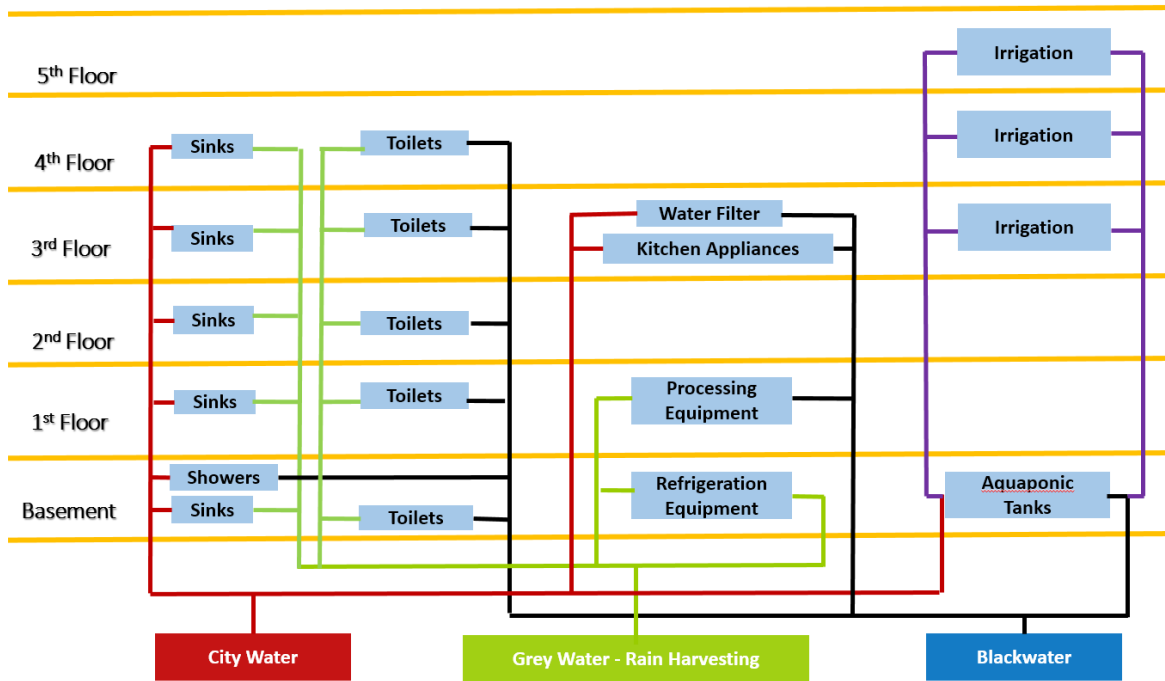 Irrigation
5th Floor
Sinks
Toilets
Irrigation
4th Floor
Water Filter
Sinks
Toilets
Kitchen Appliances
Irrigation
3rd Floor
Sinks
Toilets
2nd Floor
Sinks
Toilets
Processing
Equipment
1st Floor
Showers
Sinks
Toilets
Refrigeration
Equipment
Aquaponic
Tanks
Basement
City Water
Grey Water - Rain Harvesting
Blackwater